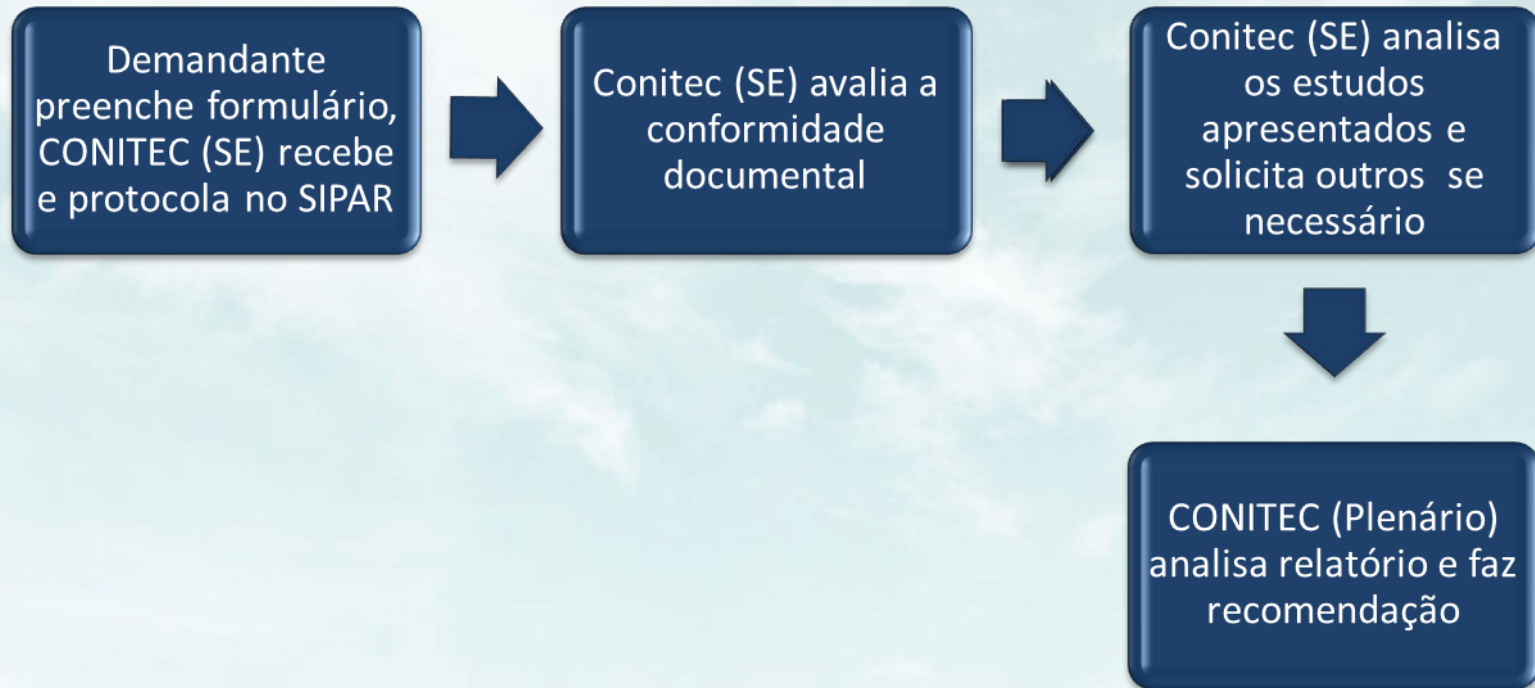 Demandante
preenche formulário,
CONITEC (SE) recebe
e protocola no SIPAR
Conitec (SE) avalia a
conformidade
documental
Conitec (SE) analisa
os estudos
apresentados e
solicita outros se
necessário
CONITEC (Plenário)
analisa relatório e faz
recomendação